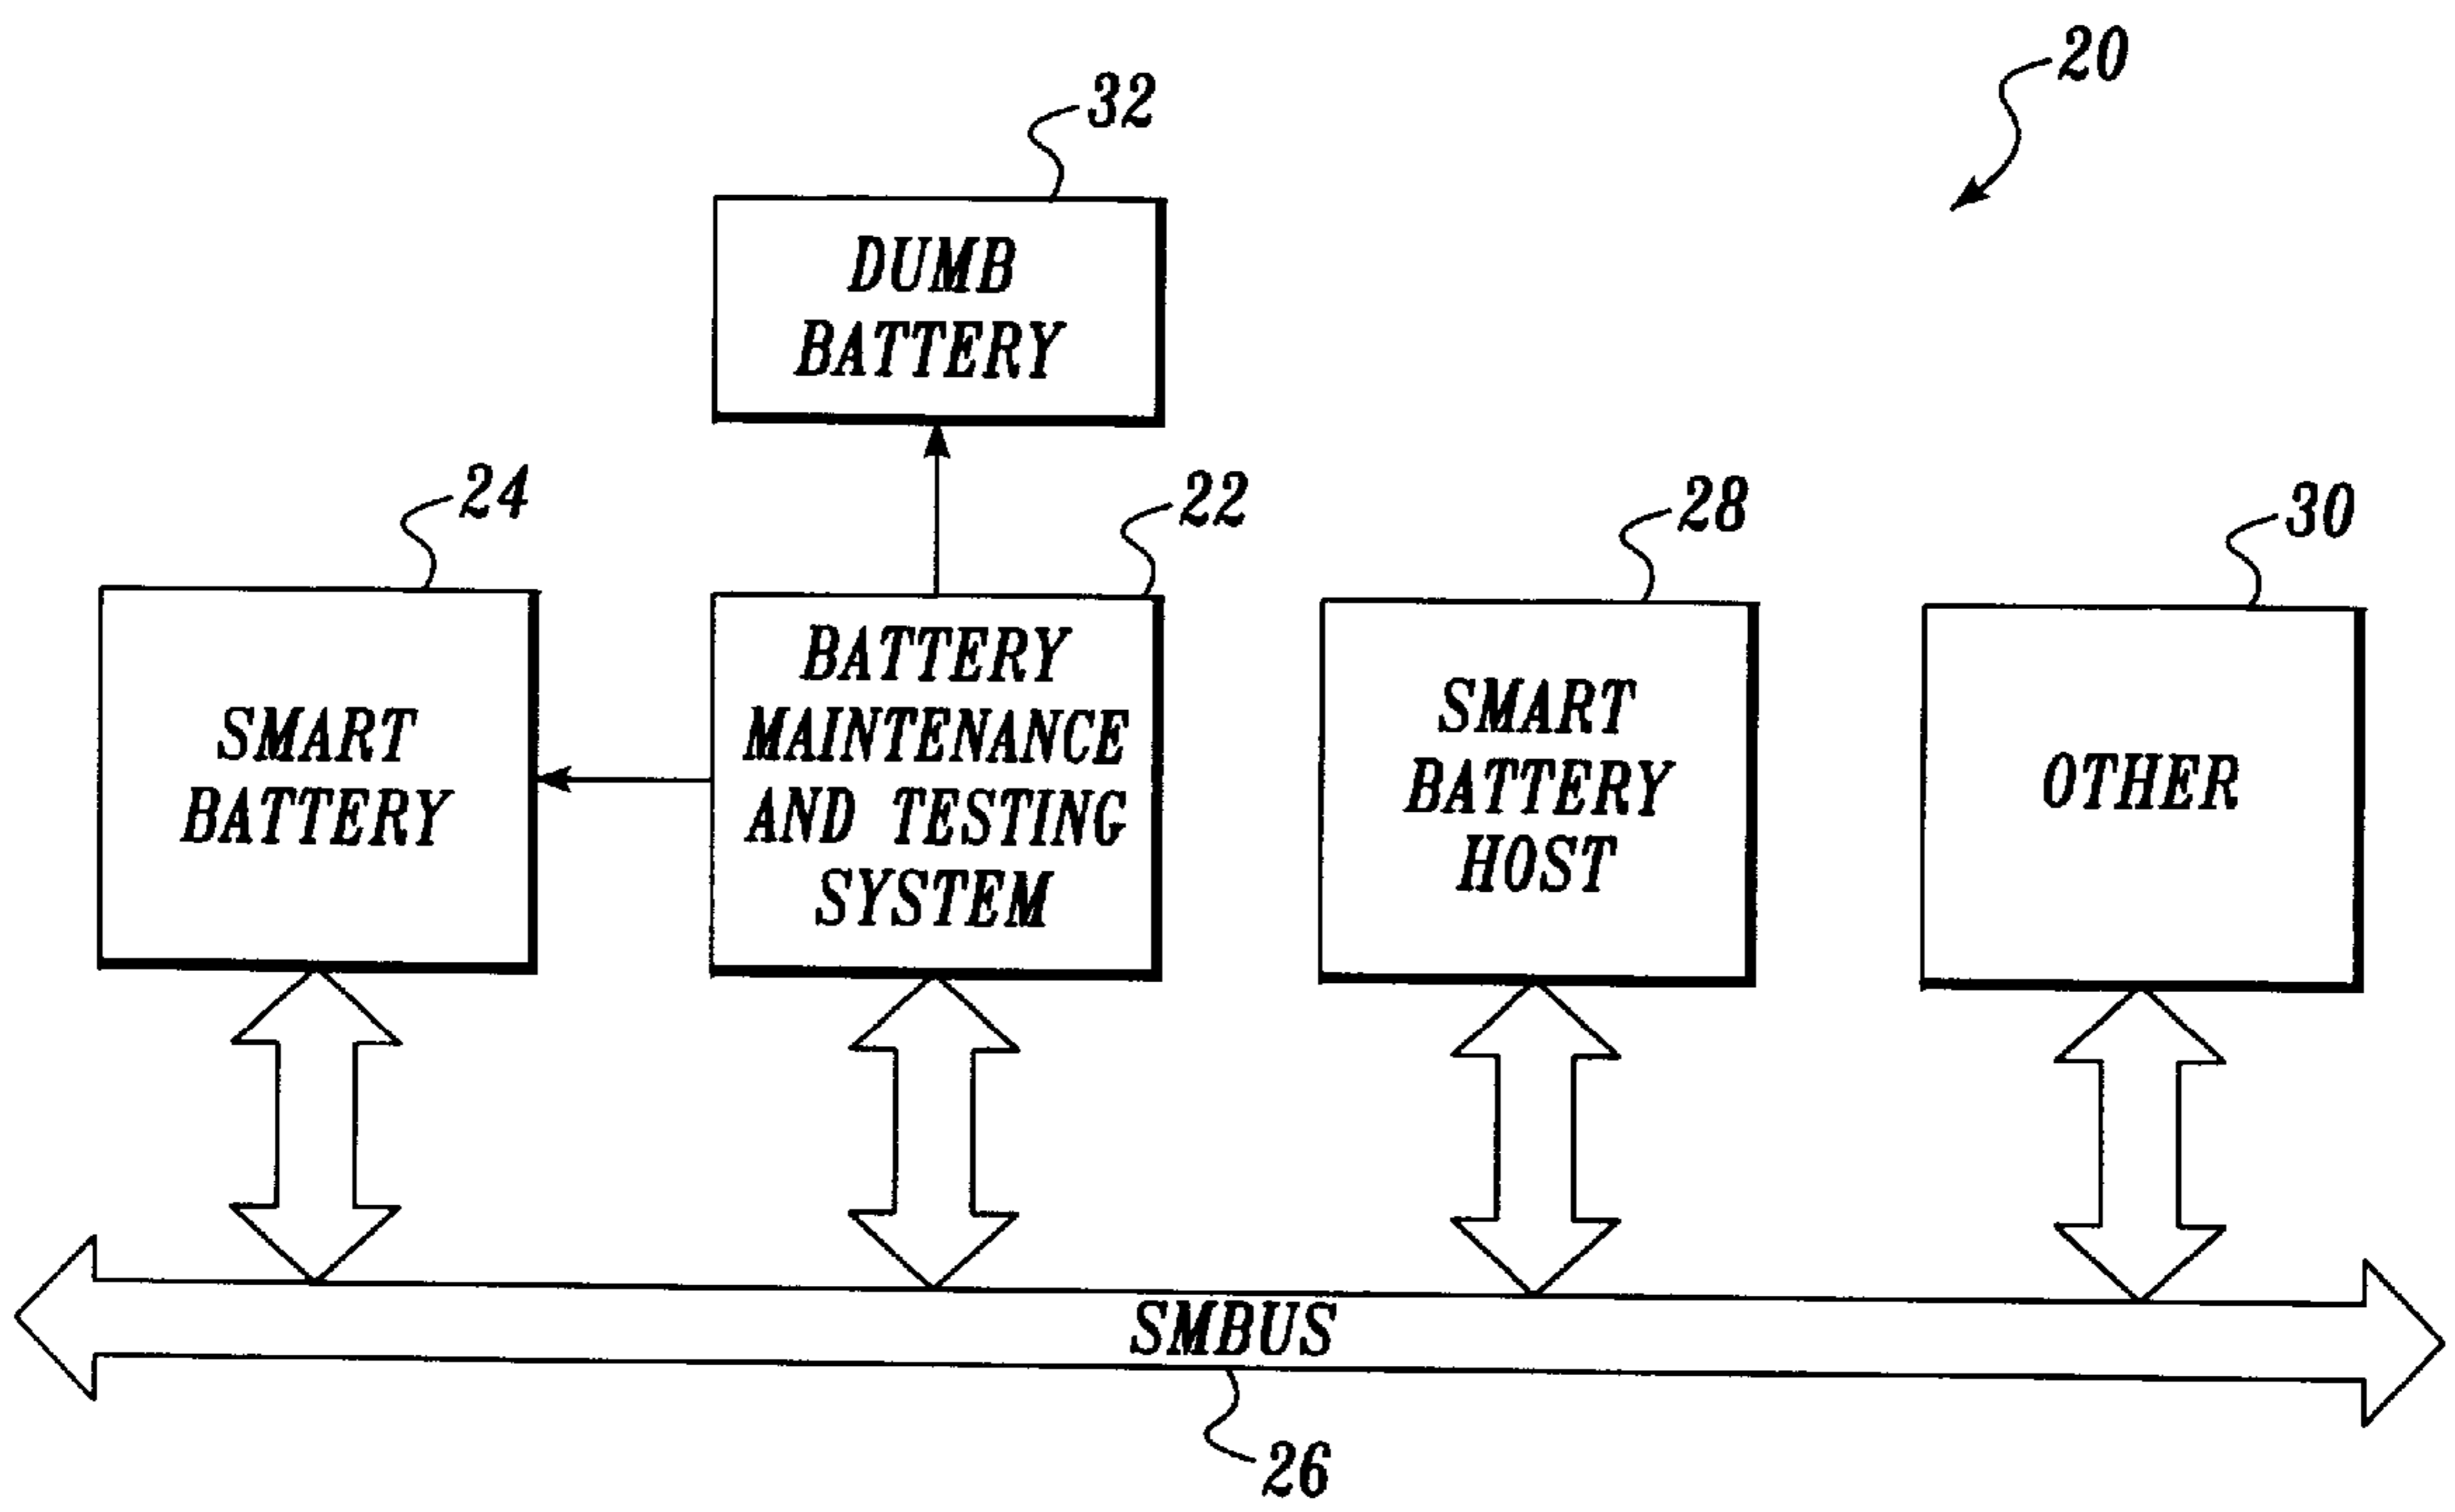 20
32
DUMB
BATTERY
24
22
28
30
SMART
BATTERY
BATTERY
MAINTENANCE
AND TESTING
SYSTEM
SMART
BATTERY
HOST
OTHER
SMBUS
26